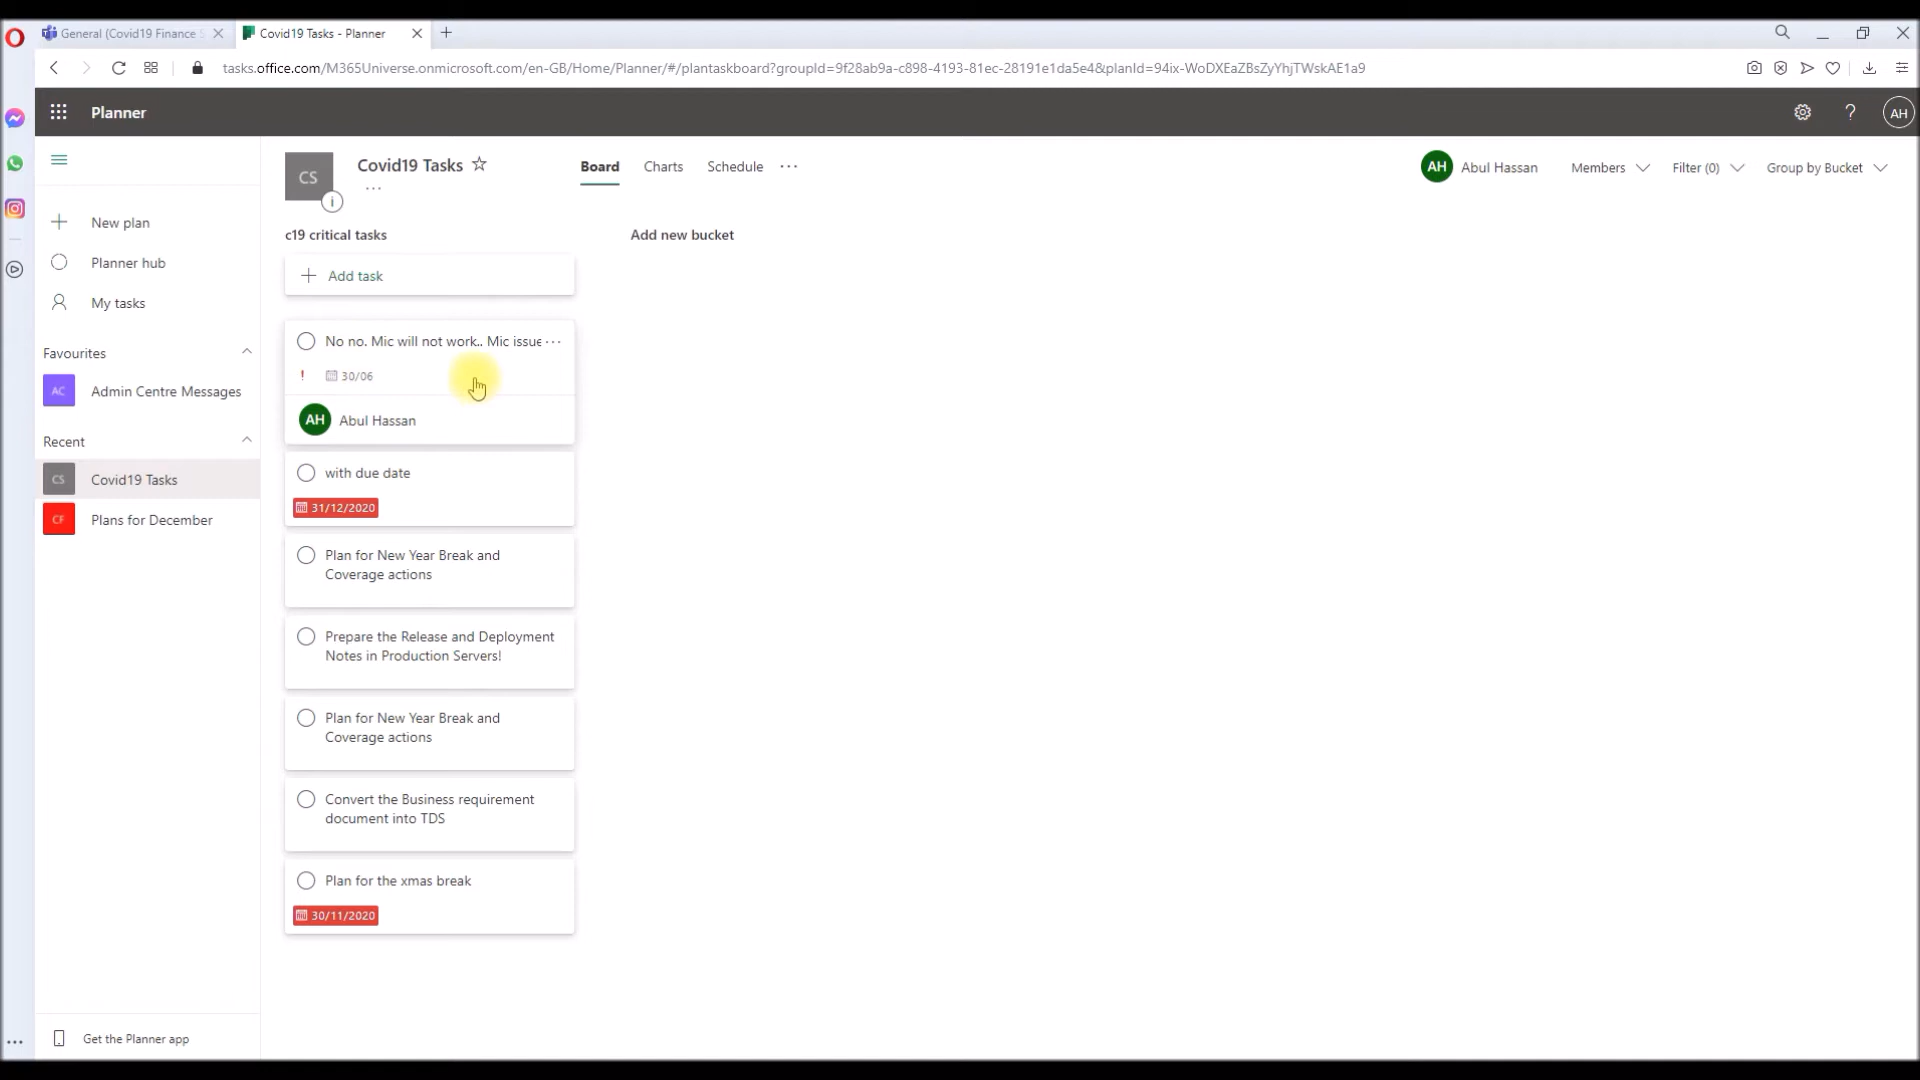 General (Covid19 Finance S
Covid19 Tasks - Planner
tasks.office.com/M365Universe.onmicrosoft.com/en-GB/Home/Planner/#/plantaskboard?groupId=9f28ab9a-c898-4193-81ec-28191e1da5e4&planId=94ix-WoDXEaZBsZyYhjTWskAE1a9
Planner
AH
CS
Covid19 Tasks
Board
Charts
Schedule
AH
Abul Hassan
Members
Filter (0)
Group by Bucket
New plan
Planner hub
My tasks
Favourites
AC
Admin Centre Messages
Recent
CS
Covid19 Tasks
CF
Plans for December
Get the Planner app
c19 critical tasks
Add new bucket
Add task
No no. Mic will not work.. Mic issue
30/06
AH
Abul Hassan
with due date
31/12/2020
Plan for New Year Break and
Coverage actions
Prepare the Release and Deployment
Notes in Production Servers!
Plan for New Year Break and
Coverage actions
Convert the Business requirement
document into TDS
Plan for the xmas break
30/11/2020